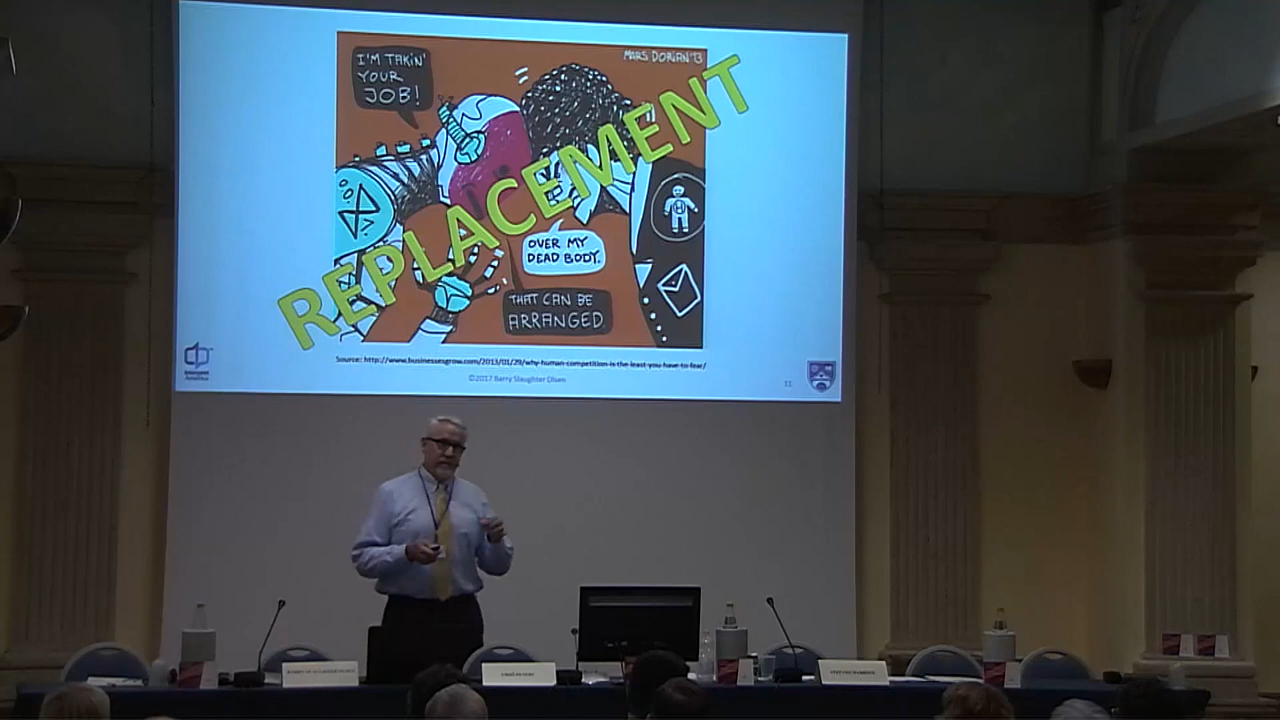 I'M TAKIN'
YOUR
JOB!
MARS DORIAN'13
REPLACEMENT
OVER MY
DEAD BODY.
THAT CAN BE
ARRANGED.
Source: http://www.businessesgrow.com/2013/01/29/why-human-competition-is-the-least-you-have-to-fear/
©2017 Barry Slaughter Olsen
11